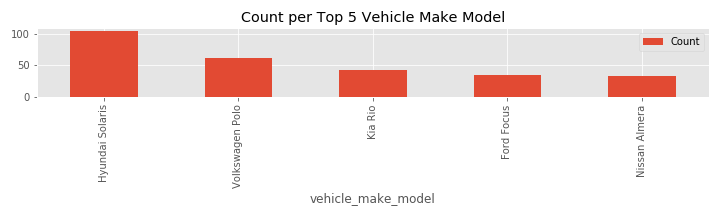 Count per Top 5 Vehicle Make Model
100
50
0
Count
Hyundai Solaris
Volkswagen Polo
Kia Rio
Ford Focus
Nissan Almera
vehicle_make_model